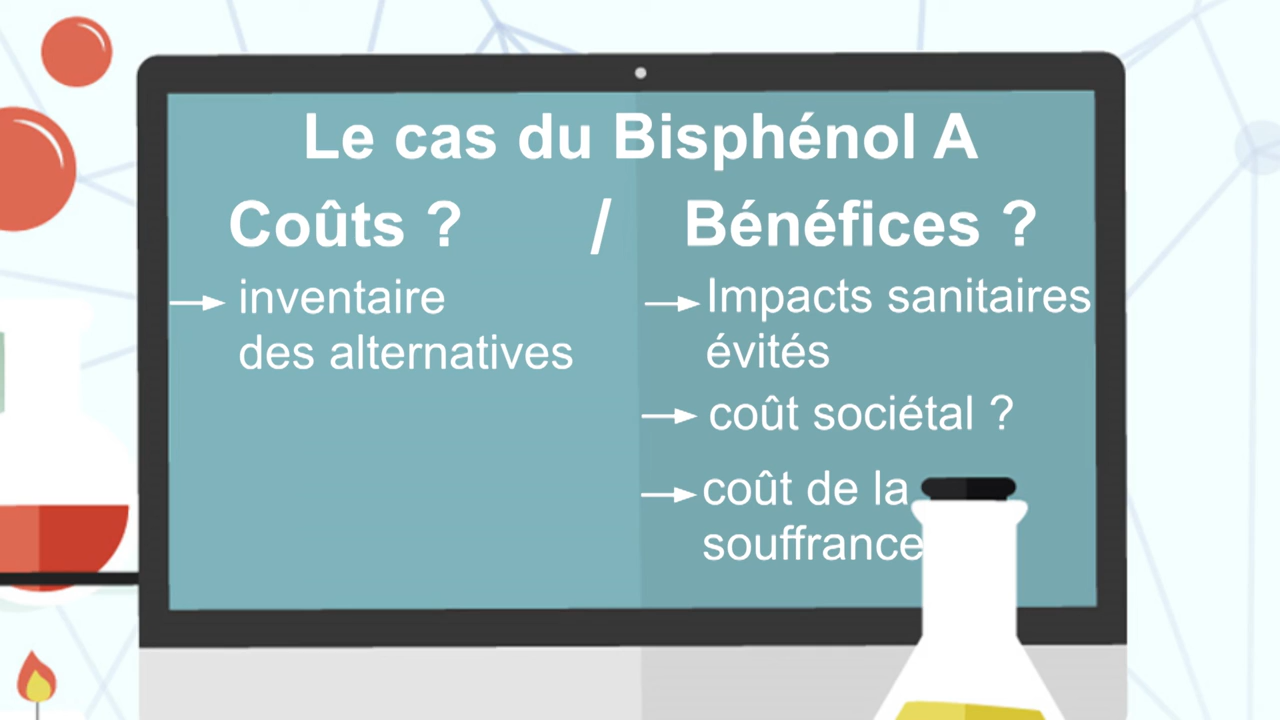 Le cas du Bisphénol A
Coûts ? / Bénéfices ?
→ inventaire
des alternatives
→ Impacts sanitaires
évités
→ coût sociétal ?
→ coût de la
souffrance